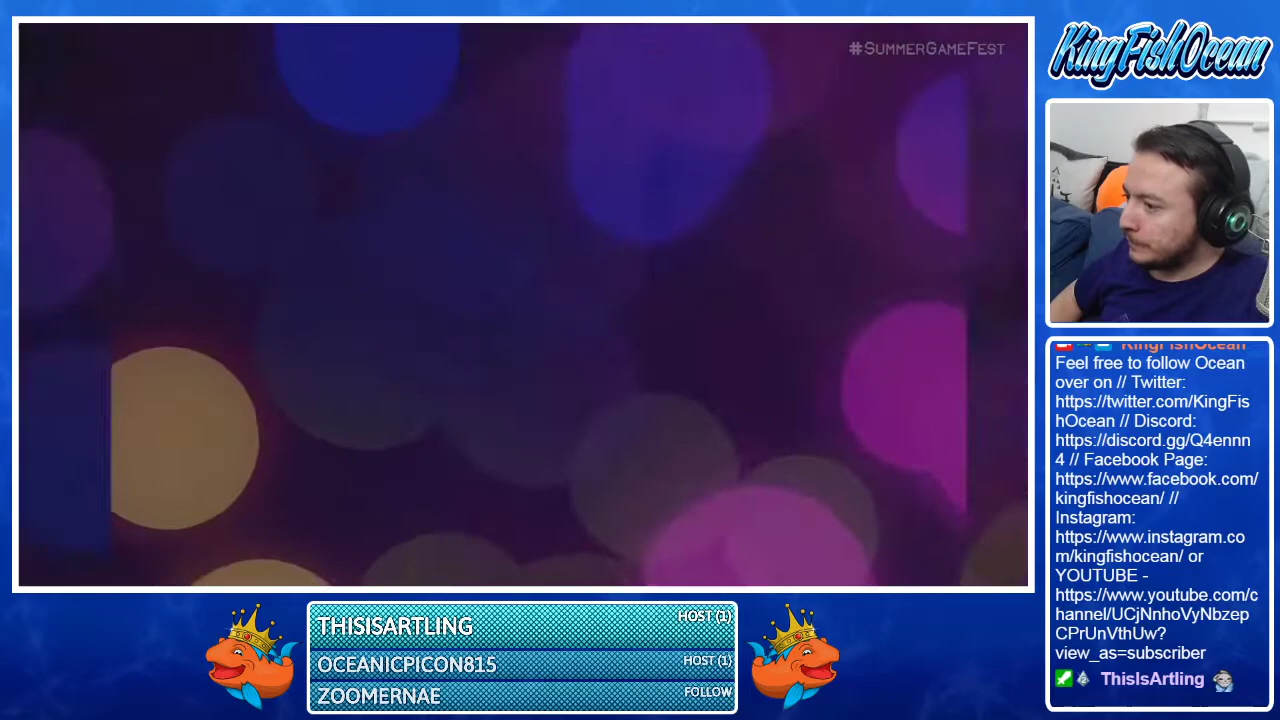 #SUMMERGAMEFEST
KingFishOcean
KingFishOcean
Feel free to follow Ocean
over on // Twitter:
https://twitter.com/KingFis
hOcean // Discord:
https://discord.gg/Q4ennn
4 // Facebook Page:
https://www.facebook.com/
kingfishocean/ //
Instagram:
https://www.instagram.co
m/kingfishocean/ or
YOUTUBE -
https://www.youtube.com/c
hannel/UCjNnhoVyNbzep
CPrUnVthUw?
view_as=subscriber
ThisIsArtling
THISISARTLING HOST (1)
OCEANICPICON815 HOST (1)
ZOOMERNAE FOLLOW